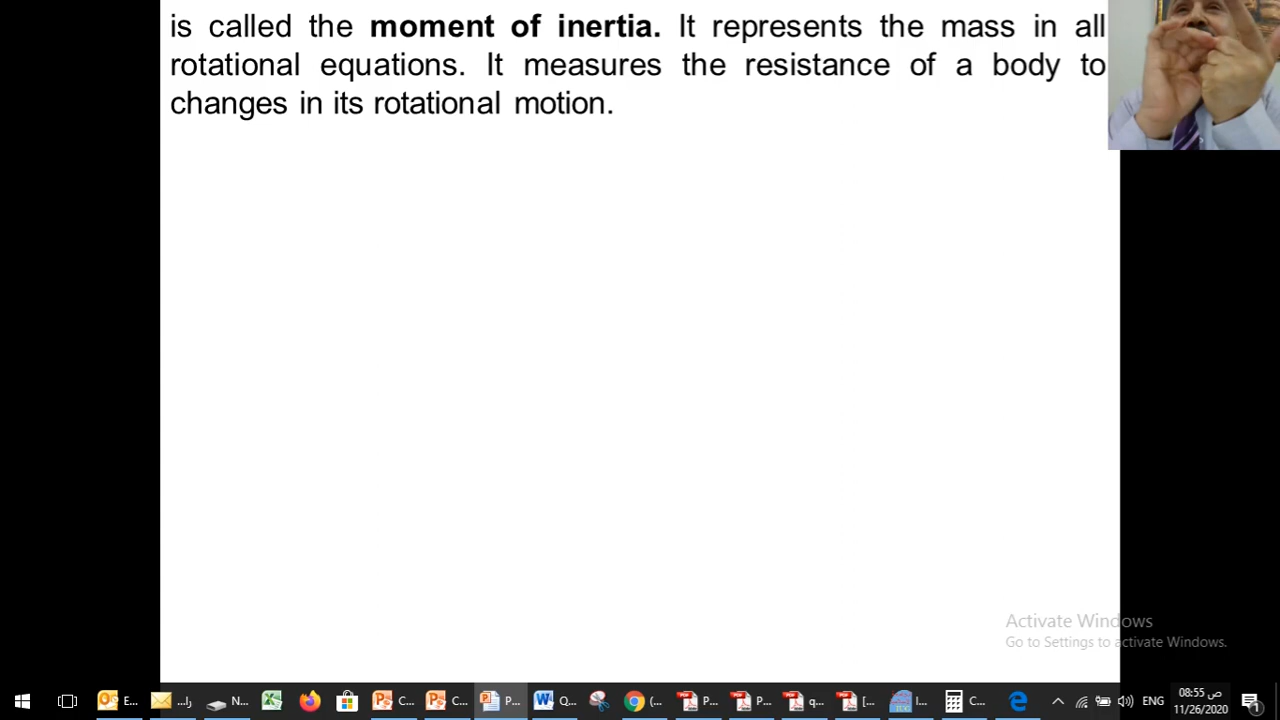 is called the moment of inertia. It represents the mass in all
rotational equations. It measures the resistance of a body to
changes in its rotational motion.
Activate Windows
Go to Settings to activate Windows.
E...
را...
N...
C...
C...
P...
Q...
(...
P...
P...
q...
[...
I...
C...
ENG
08:55 ص
11/26/2020
1